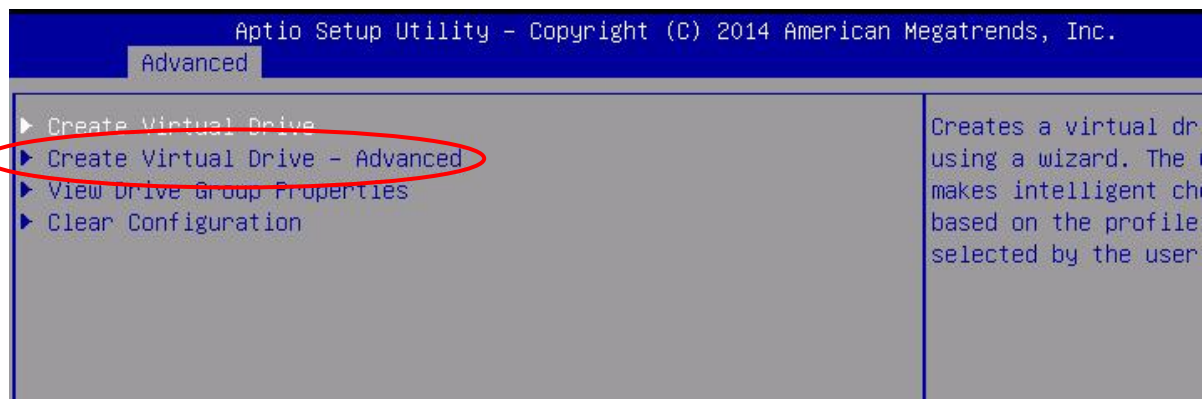 Aptio Setup Utility – Copyright (C) 2014 American Megatrends, Inc.
Advanced
Create Virtual Drive
Create Virtual Drive – Advanced
View Drive Group Properties
Clear Configuration
Creates a virtual dr
using a wizard. The
makes intelligent ch
based on the profile
selected by the user